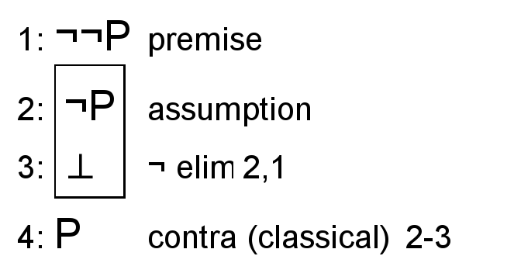 1: ¬¬P premise
2: ¬P assumption
3: ⊥ ¬ elim 2,1
4: P contra (classical) 2-3